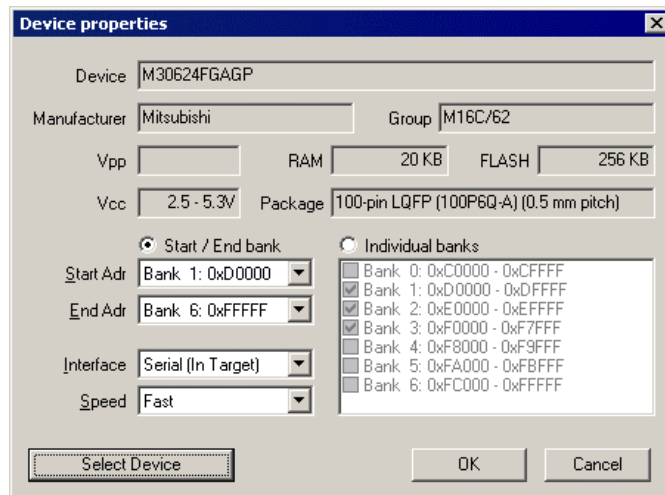 Device properties
Device M30624FGAGP
Manufacturer Mitsubishi Group M16C/62
Vpp RAM 20 KB FLASH 256 KB
Vcc 2.5 - 5.3V Package 100-pin LQFP (100P6Q-A) (0.5 mm pitch)
Start / End bank Individual banks
Start Adr Bank 1: 0xD0000
End Adr Bank 6: 0xFFFFF
Interface Serial (In Target)
Speed Fast
Bank 0: 0xC0000 - 0xCFFFF
Bank 1: 0xD0000 - 0xDFFFF
Bank 2: 0xE0000 - 0xEFFFF
Bank 3: 0xF0000 - 0xF7FFF
Bank 4: 0xF8000 - 0xF9FFF
Bank 5: 0xFA000 - 0xFBFFF
Bank 6: 0xFC000 - 0xFFFFF
Select Device OK Cancel